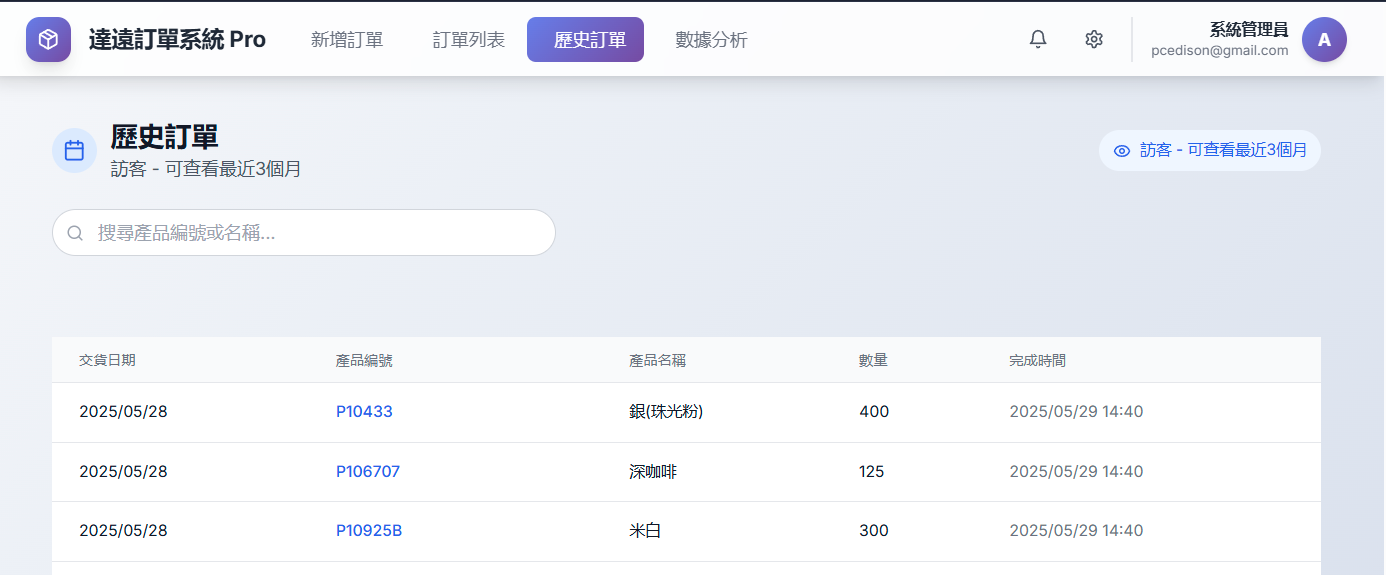 達遠訂單系統 Pro 新增訂單 訂單列表 歷史訂單 數據分析 系統管理員
pcedison@gmail.com A
歷史訂單
訪客 - 可查看最近3個月 訪客 - 可查看最近3個月
搜尋產品編號或名稱...
交貨日期 產品編號 產品名稱 數量 完成時間
2025/05/28 P10433 銀(珠光粉) 400 2025/05/29 14:40
2025/05/28 P106707 深咖啡 125 2025/05/29 14:40
2025/05/28 P10925B 米白 300 2025/05/29 14:40